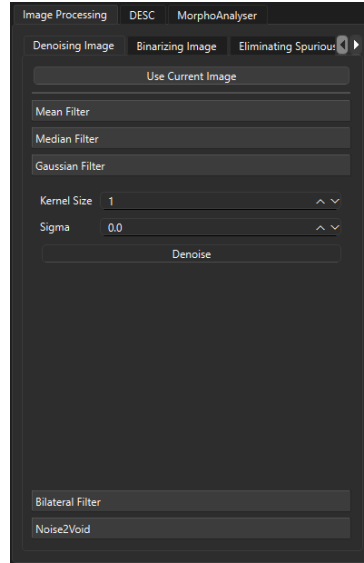 Image Processing DESC MorphoAnalyser
Denoising Image Binarizing Image Eliminating Spurious
Use Current Image
Mean Filter
Median Filter
Gaussian Filter
Kernel Size 1
Sigma 0.0
Denoise
Bilateral Filter
Noise2Void